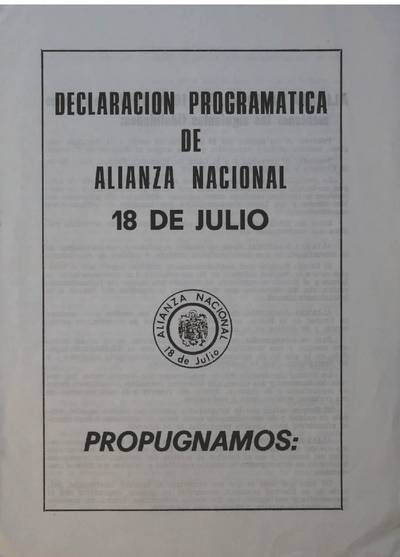 DECLARACION PROGRAMATICA
DE
ALIANZA NACIONAL
18 DE JULIO
ALIANZA NACIONAL
18 de Julio
PROPUGNAMOS: